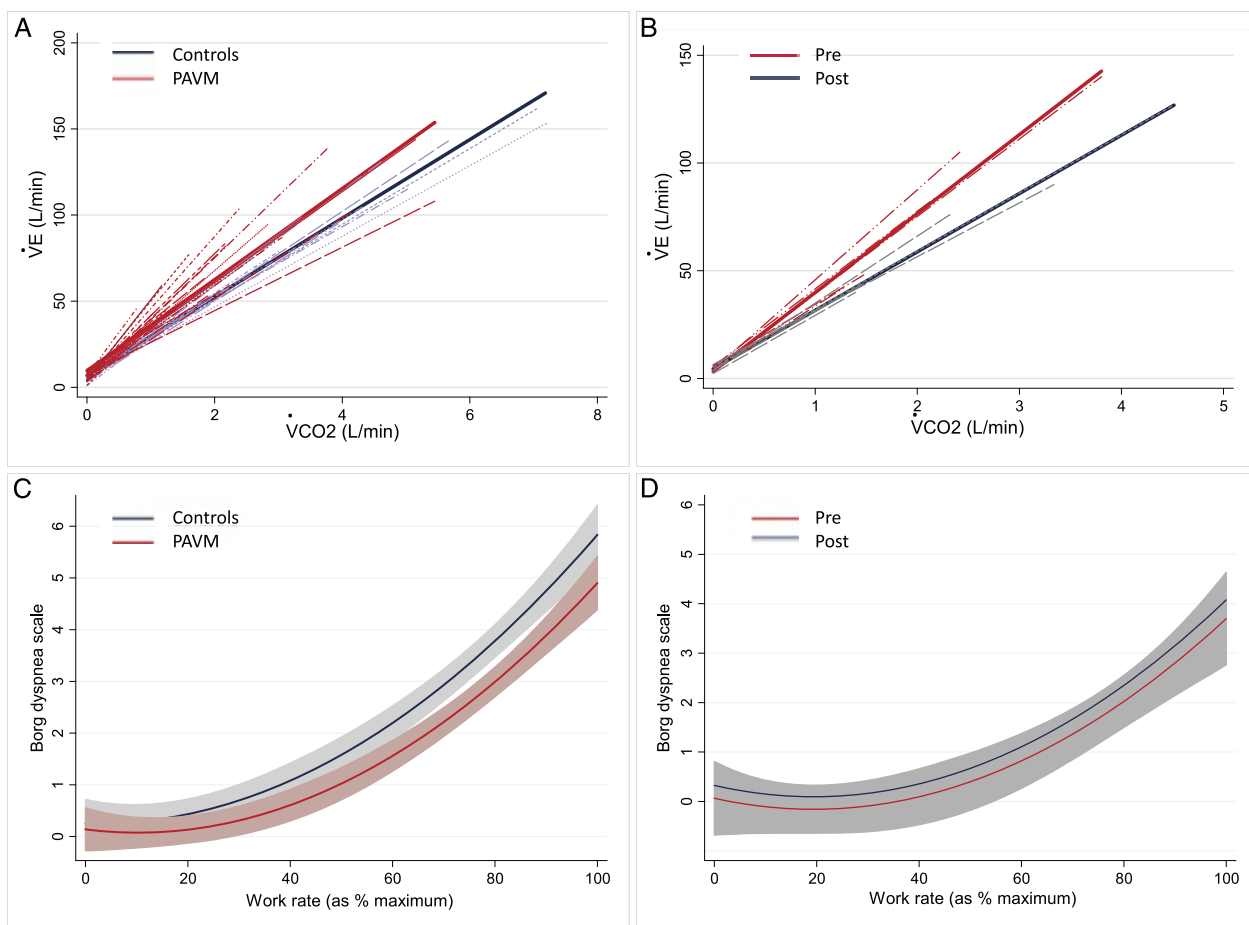 A
Controls
PAVM
V̇E (L/min)
200
150
100
50
0
0 2 4 6 8
V̇CO2 (L/min)
B
Pre
Post
V̇E (L/min)
150
100
50
0
0 1 2 3 4 5
V̇CO2 (L/min)
C
Controls
PAVM
Borg dyspnea scale
6
5
4
3
2
1
0
0 20 40 60 80 100
Work rate (as % maximum)
D
Pre
Post
Borg dyspnea scale
6
5
4
3
2
1
0
0 20 40 60 80 100
Work rate (as % maximum)